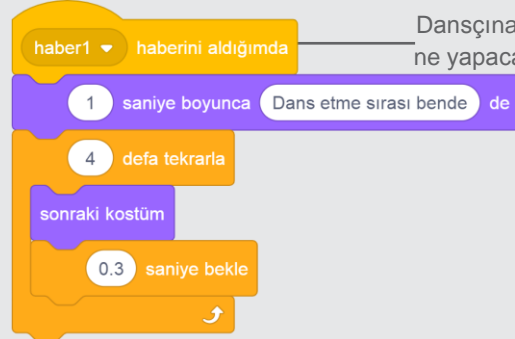 Dansçına
haber1 haberini aldığımda
ne yapaca
1 saniye boyunca Dans etme sırası bende de
4 defa tekrarla
sonraki kostüm
0.3 saniye bekle